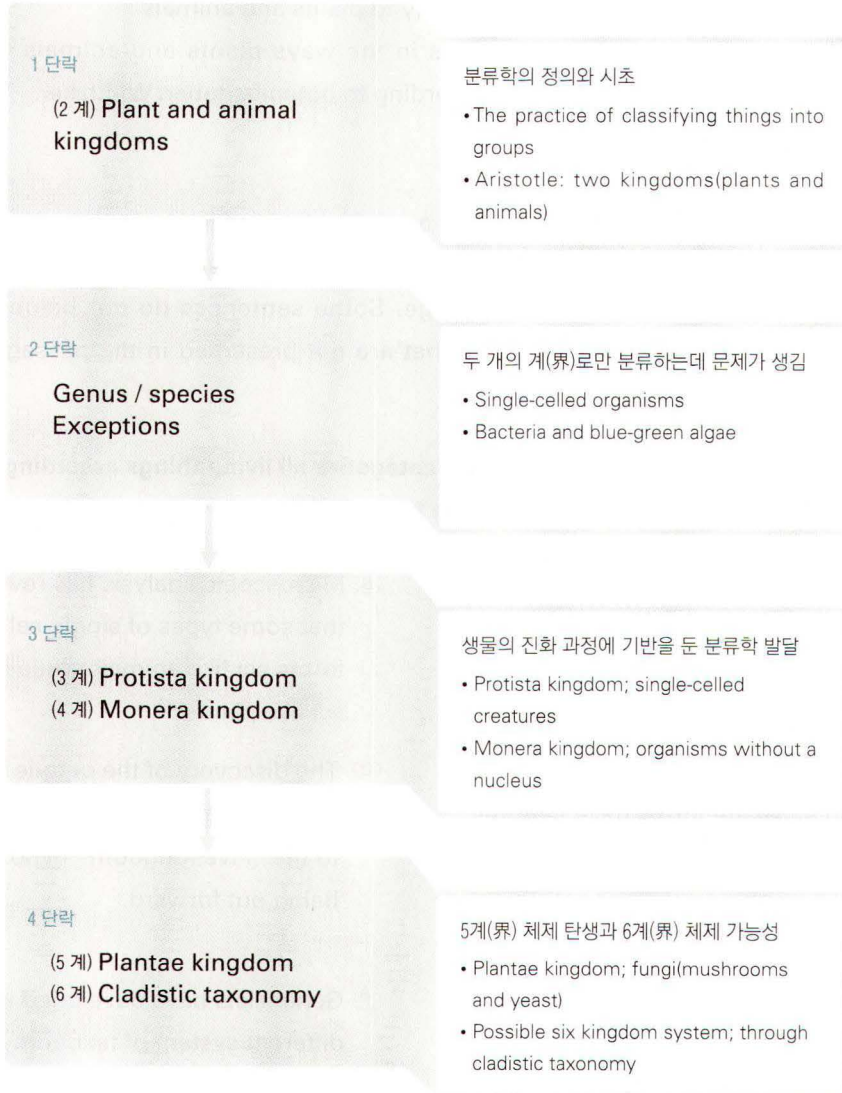 1 단락
(2 계) Plant and animal
kingdoms
분류학의 정의와 시초
• The practice of classifying things into
groups
• Aristotle: two kingdoms(plants and
animals)
2 단락
Genus / species
Exceptions
두 개의 계(界)로만 분류하는데 문제가 생김
• Single-celled organisms
• Bacteria and blue-green algae
3 단락
(3 계) Protista kingdom
(4 계) Monera kingdom
생물의 진화 과정에 기반을 둔 분류학 발달
• Protista kingdom; single-celled
creatures
• Monera kingdom; organisms without a
nucleus
4 단락
(5 계) Plantae kingdom
(6 계) Cladistic taxonomy
5계(界) 체제 탄생과 6계(界) 체제 가능성
• Plantae kingdom; fungi(mushrooms
and yeast)
• Possible six kingdom system; through
cladistic taxonomy